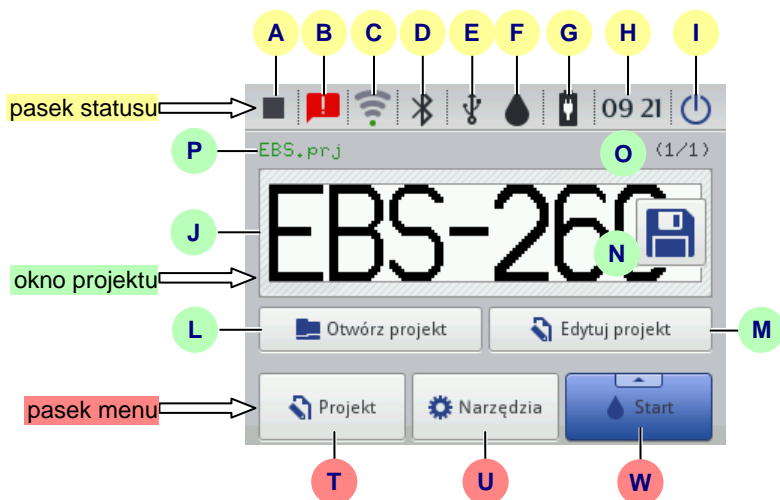 A B C D E F G H I
pasek statusu
09 21
P
EBS.prj
O
(1/1)
J
EBS-260
N
okno projektu
L
Otwórz projekt
Edytuj projekt
M
pasek menu
Projekt
Narzędzia
Start
T U W